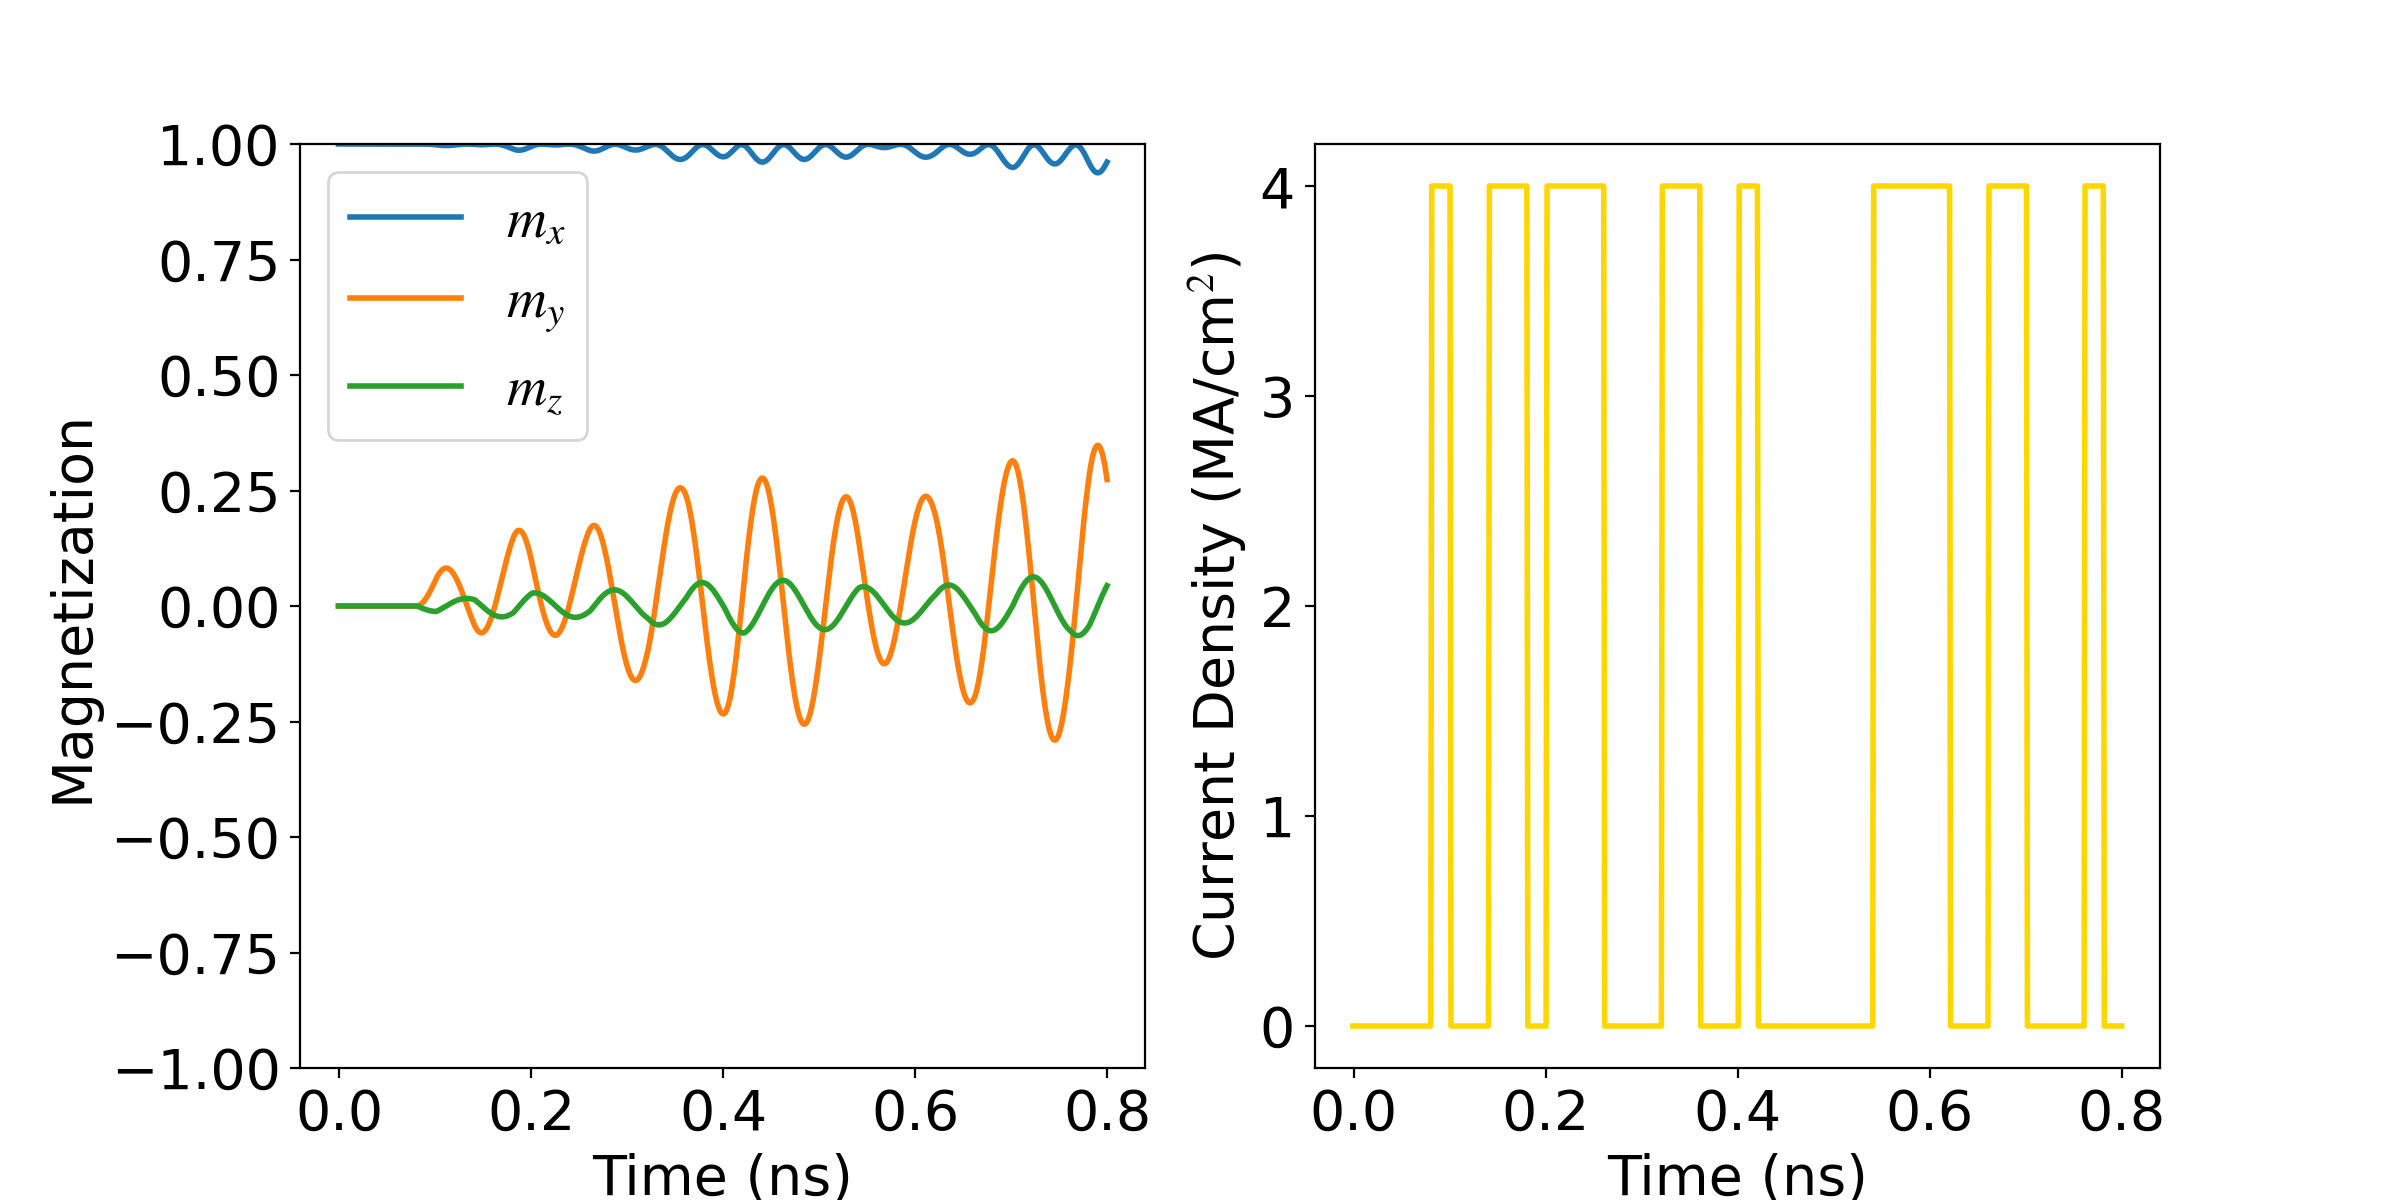 Magnetization
1.00
0.75
0.50
0.25
0.00
−0.25
−0.50
−0.75
−1.00
m_x
m_y
m_z
0.0 0.2 0.4 0.6 0.8
Time (ns)
Current Density (MA/cm²)
4
3
2
1
0
0.0 0.2 0.4 0.6 0.8
Time (ns)